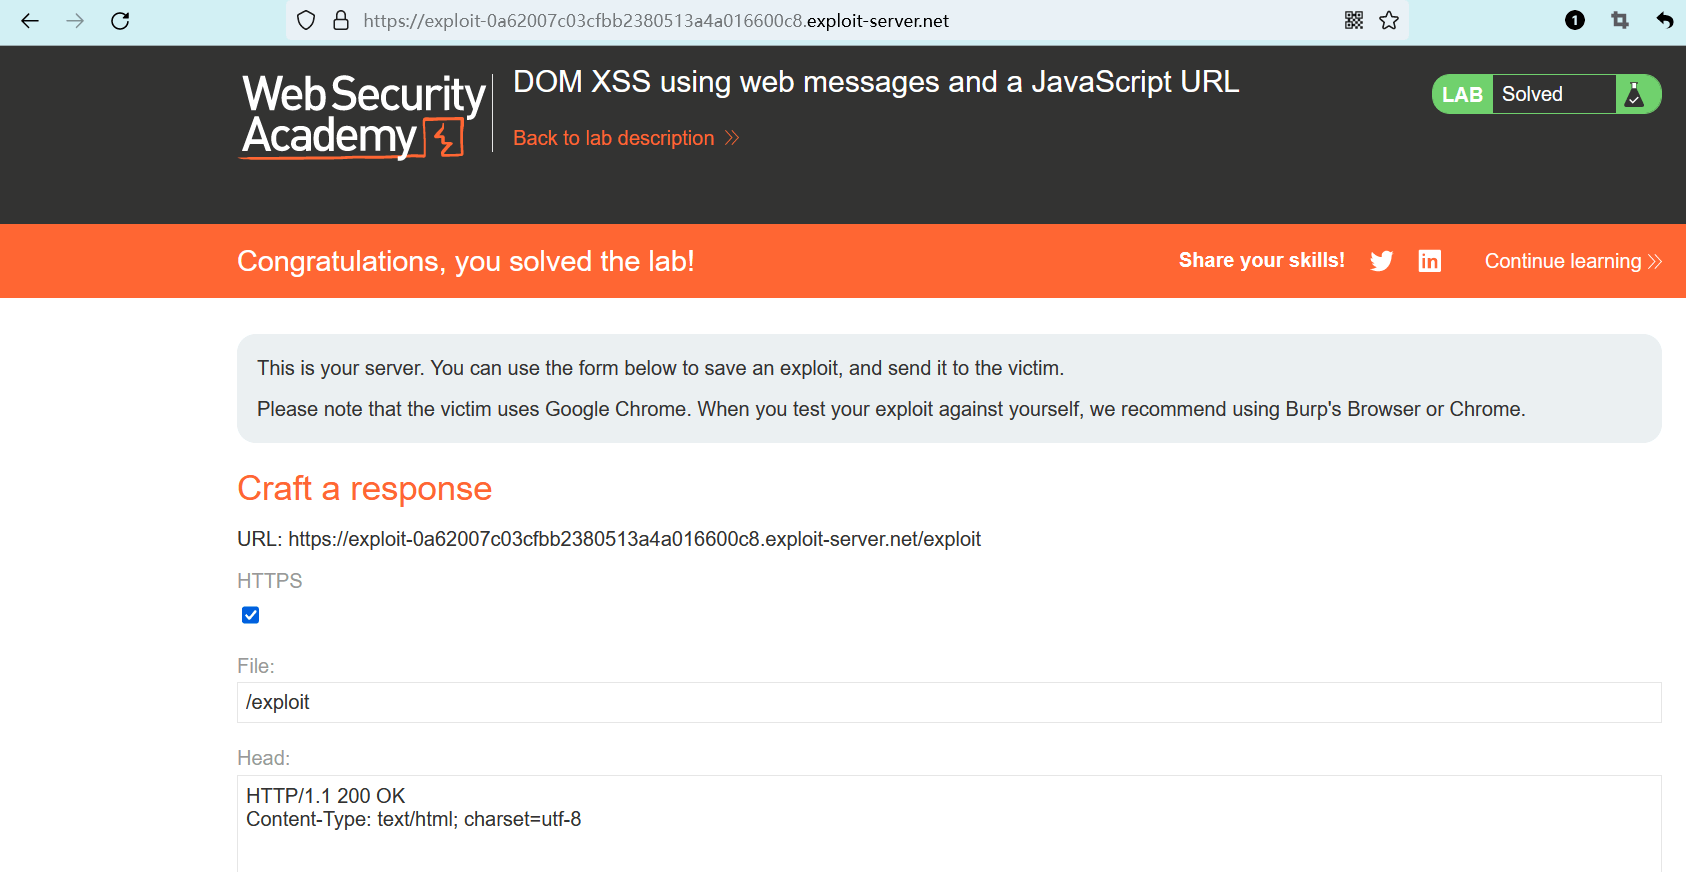 https://exploit-0a62007c03cfbb2380513a4a016600c8.exploit-server.net
1
Web Security
Academy
DOM XSS using web messages and a JavaScript URL
Back to lab description
LAB Solved
Congratulations, you solved the lab!
Share your skills!
in
Continue learning
This is your server. You can use the form below to save an exploit, and send it to the victim.
Please note that the victim uses Google Chrome. When you test your exploit against yourself, we recommend using Burp's Browser or Chrome.
Craft a response
URL: https://exploit-0a62007c03cfbb2380513a4a016600c8.exploit-server.net/exploit
HTTPS
File:
/exploit
Head:
HTTP/1.1 200 OK
Content-Type: text/html; charset=utf-8